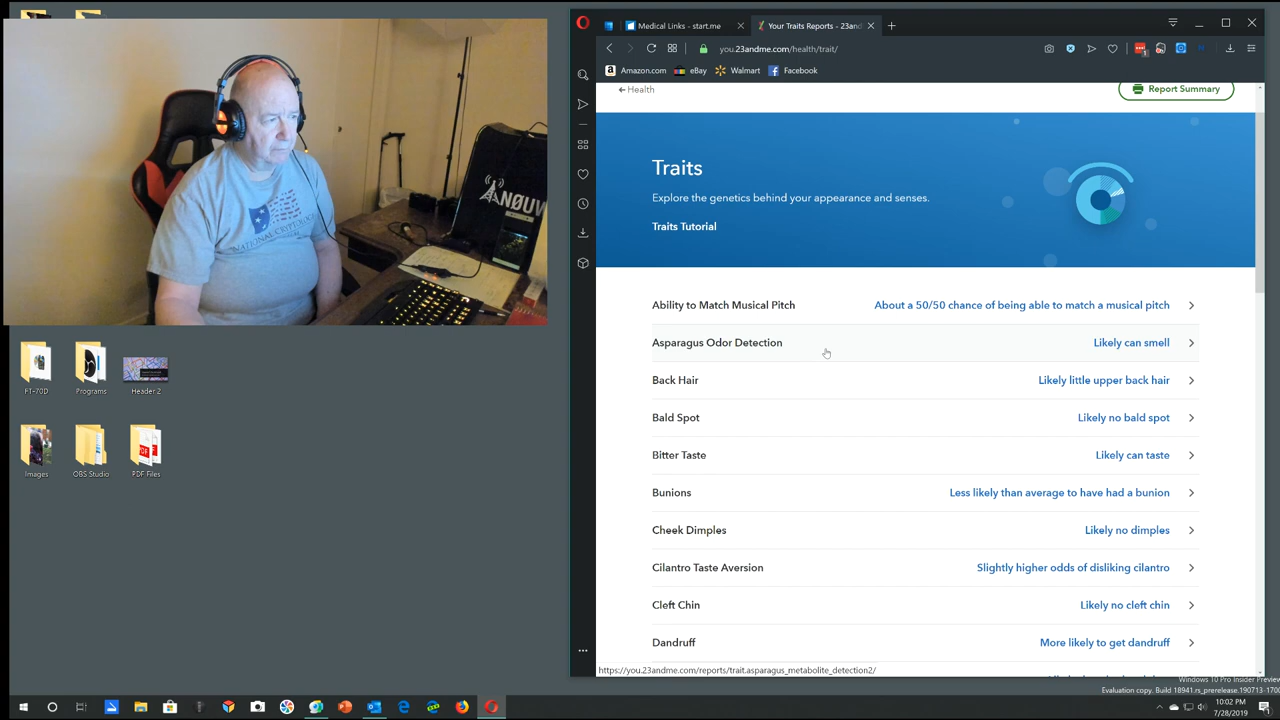 NATIONAL CRYPTOLOGIC
ANØUW
FT-70D
Programs
Header 2
Images
OBS Studio
PDF Files
Medical Links - start.me
Your Traits Reports - 23and
you.23andme.com/health/trait/
Amazon.com
eBay
Walmart
Facebook
Health
Report Summary
Traits
Explore the genetics behind your appearance and senses.
Traits Tutorial
Ability to Match Musical Pitch About a 50/50 chance of being able to match a musical pitch
Asparagus Odor Detection Likely can smell
Back Hair Likely little upper back hair
Bald Spot Likely no bald spot
Bitter Taste Likely can taste
Bunions Less likely than average to have had a bunion
Cheek Dimples Likely no dimples
Cilantro Taste Aversion Slightly higher odds of disliking cilantro
Cleft Chin Likely no cleft chin
Dandruff More likely to get dandruff
https://you.23andme.com/reports/trait.asparagus_metabolite_detection2/
Windows 10 Pro Insider Preview
Evaluation copy. Build 18941.rs_prerelease.190713-1700
10:02 PM
7/28/2019